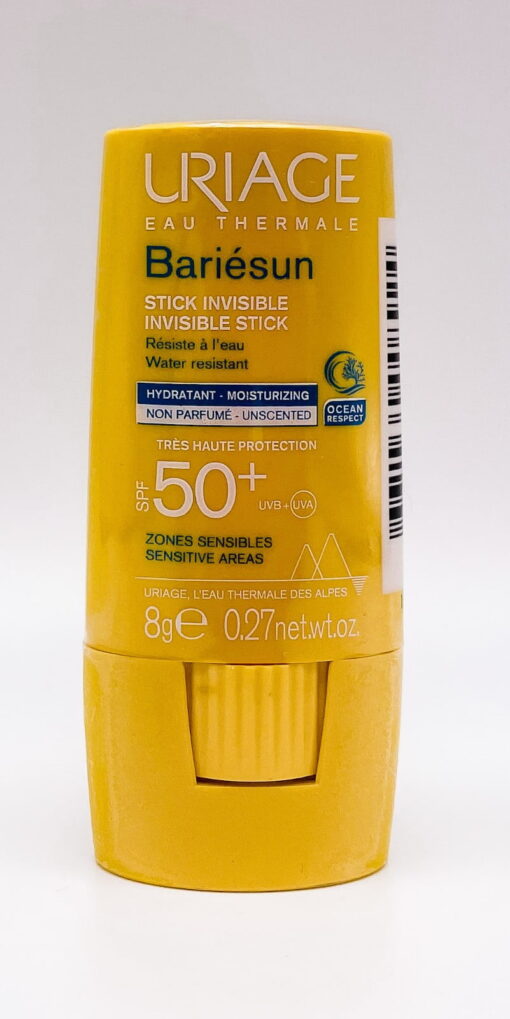 URIAGE
EAU THERMALE
Bariésun
STICK INVISIBLE
INVISIBLE STICK
Résiste à l'eau
Water resistant
HYDRATANT - MOISTURIZING
NON PARFUMÉ - UNSCENTED
OCEAN
RESPECT
TRÈS HAUTE PROTECTION
SPF 50+ UVB + UVA
ZONES SENSIBLES
SENSITIVE AREAS
URIAGE, L'EAU THERMALE DES ALPES
8g℮ 0.27net.wt.oz.